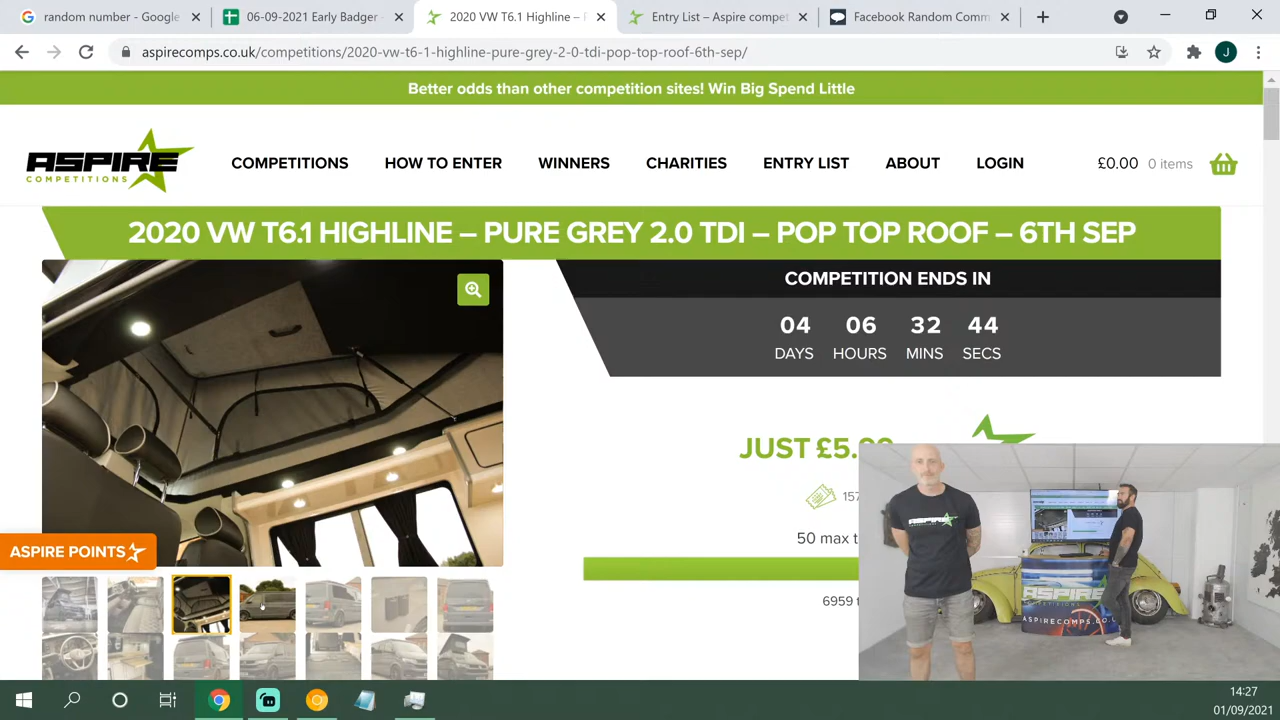 random number - Google
06-09-2021 Early Badger -
2020 VW T6.1 Highline –
Entry List – Aspire compet
Facebook Random Comm
aspirecomps.co.uk/competitions/2020-vw-t6-1-highline-pure-grey-2-0-tdi-pop-top-roof-6th-sep/
J
Better odds than other competition sites! Win Big Spend Little
ASPIRE
COMPETITIONS
COMPETITIONS
HOW TO ENTER
WINNERS
CHARITIES
ENTRY LIST
ABOUT
LOGIN
£0.00 0 items
2020 VW T6.1 HIGHLINE – PURE GREY 2.0 TDI – POP TOP ROOF – 6TH SEP
COMPETITION ENDS IN
04 06 32 44
DAYS HOURS MINS SECS
JUST £5.
157
50 max t
6959
ASPIRE POINTS
ASPIRE
ASPIRE
COMPETITIONS
ASPIRECOMPS.CO.U
14:27
01/09/2021